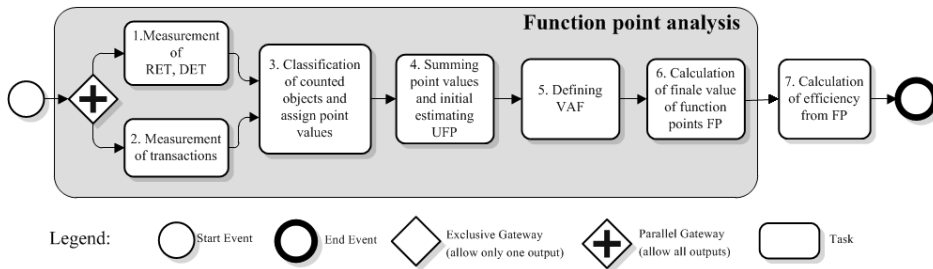 Function point analysis
1.Measurement
of
RET, DET
2. Measurement
of transactions
3. Classification
of counted
objects and
assign point
values
4. Summing
point values
and initial
estimating
UFP
5. Defining
VAF
6. Calculation
of finale value
of function
points FP
7. Calculation
of efficiency
from FP
Legend:
Start Event
End Event
Exclusive Gateway
(allow only one output)
Parallel Gateway
(allow all outputs)
Task